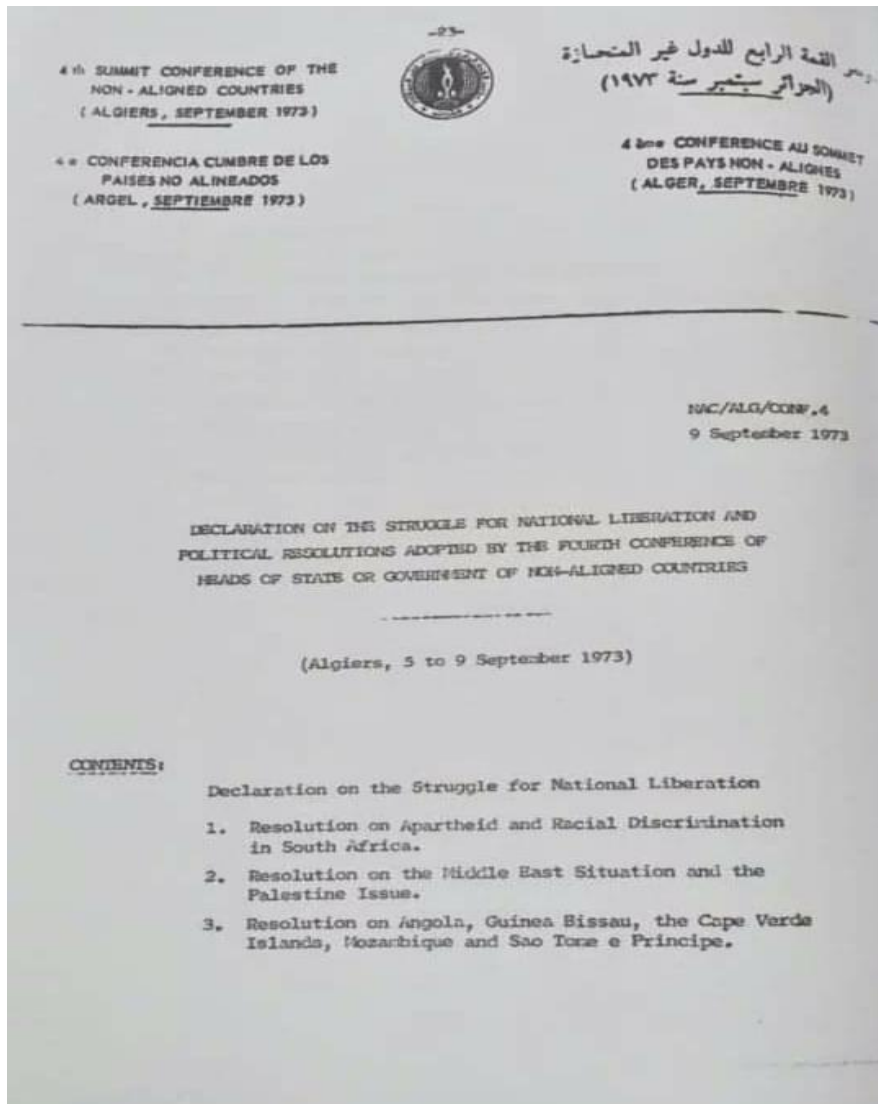 -23-
4 th SUMMIT CONFERENCE OF THE
NON - ALIGNED COUNTRIES
( ALGIERS , SEPTEMBER 1973 )
4 a CONFERENCIA CUMBRE DE LOS
PAISES NO ALINEADOS
( ARGEL , SEPTIEMBRE 1973 )
القمة الرابع للدول غير المتحازة
(الجزائر سبتمبر سنة ١٩٧٣)
4 ème CONFERENCE AU SOMMET
DES PAYS NON - ALIGNES
( ALGER, SEPTEMBRE 1973 )
NAC/ALG/CONF.4
9 September 1973
DECLARATION ON THE STRUGGLE FOR NATIONAL LIBERATION AND
POLITICAL RESOLUTIONS ADOPTED BY THE FOURTH CONFERENCE OF
HEADS OF STATE OR GOVERNMENT OF NON-ALIGNED COUNTRIES
(Algiers, 5 to 9 September 1973)
CONTENTS:
Declaration on the Struggle for National Liberation
1. Resolution on Apartheid and Racial Discrimination
in South Africa.
2. Resolution on the Middle East Situation and the
Palestine Issue.
3. Resolution on Angola, Guinea Bissau, the Cape Verde
Islands, Mozambique and Sao Tome e Principe.